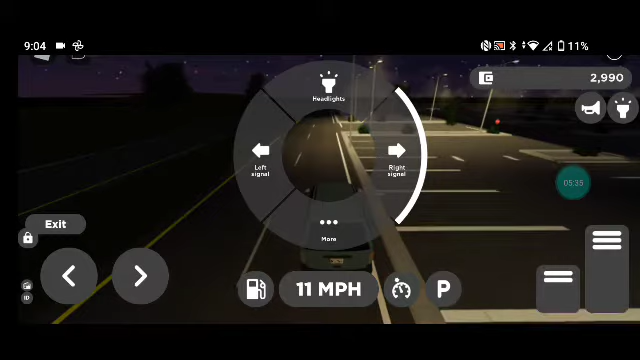 9:04
11%
2,990
Headlights
Left
signal
Right
signal
05:35
More
Exit
11 MPH
P